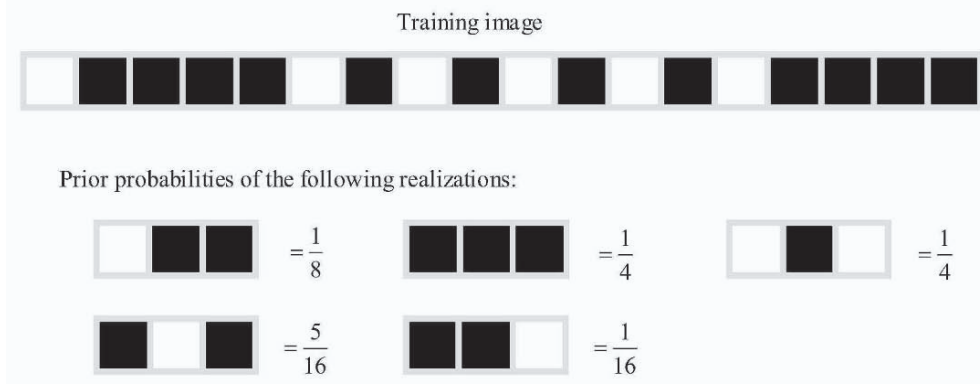 Training image
Prior probabilities of the following realizations:
= 1/8
= 1/4
= 1/4
= 5/16
= 1/16